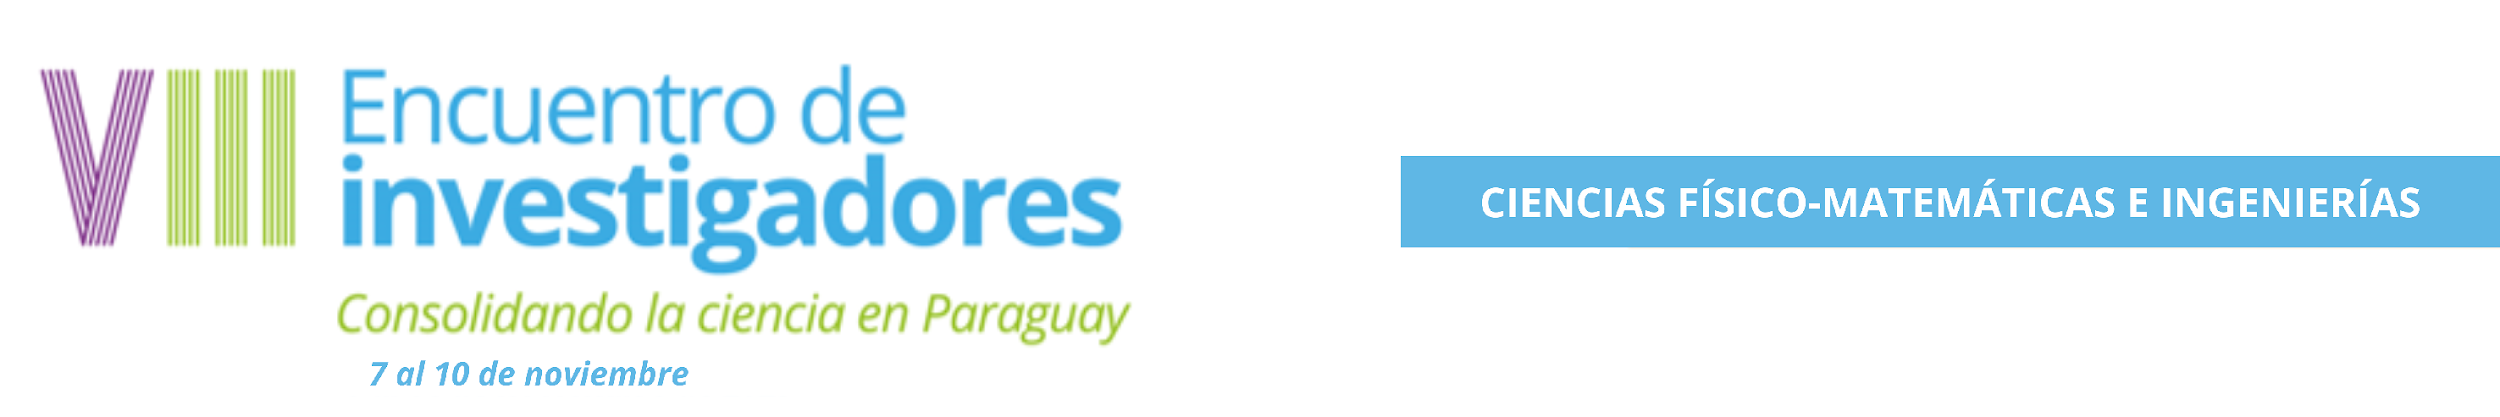 VIII
Encuentro de
investigadores
Consolidando la ciencia en Paraguay
7 al 10 de noviembre
CIENCIAS FÍSICO-MATEMÁTICAS E INGENIERÍAS